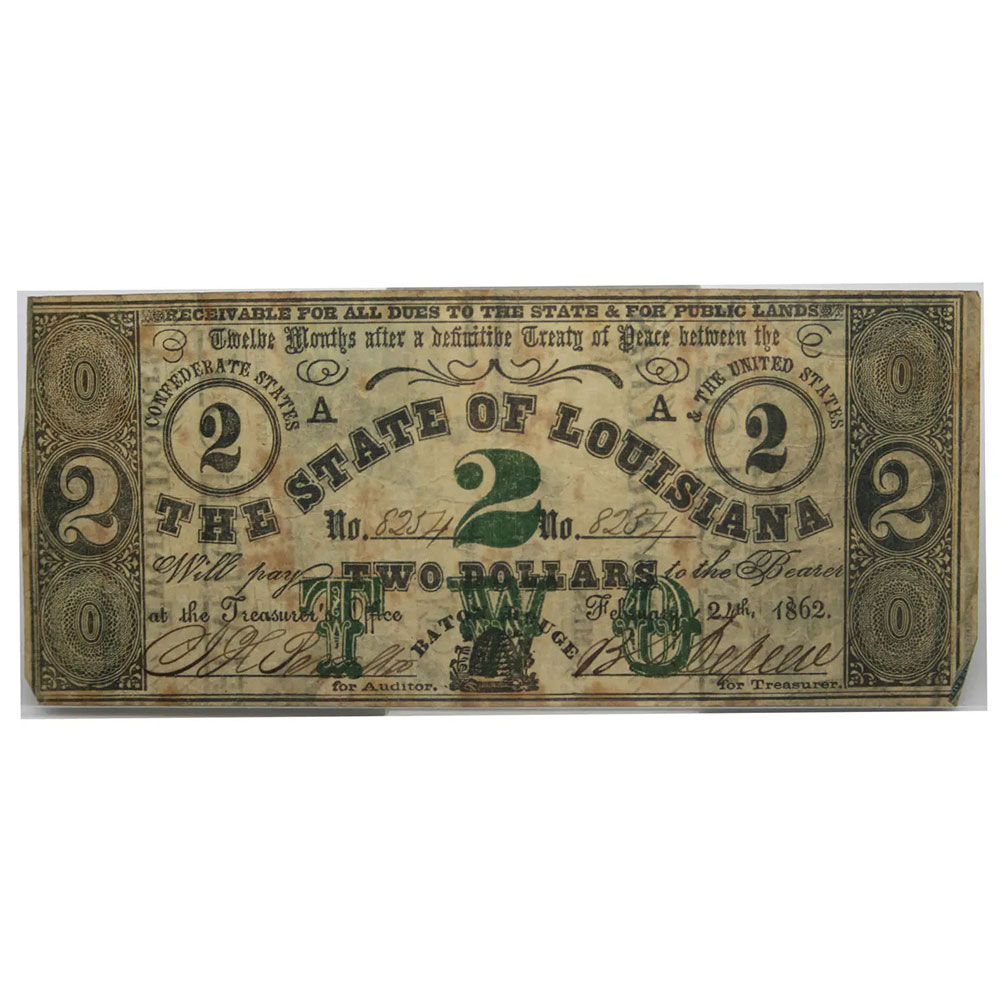 RECEIVABLE FOR ALL DUES TO THE STATE & FOR PUBLIC LANDS
Twelve Months after a definitive Treaty of Peace between the
CONFEDERATE STATES & THE UNITED STATES
0 0
2 A A 2
THE STATE OF LOUISIANA
2 2
2
No. 8254 No. 8254
Will pay TWO DOLLARS to the Bearer
TWO
at the Treasurer's Office BATON ROUGE February 24th, 1862.
0 0
for Auditor. for Treasurer.